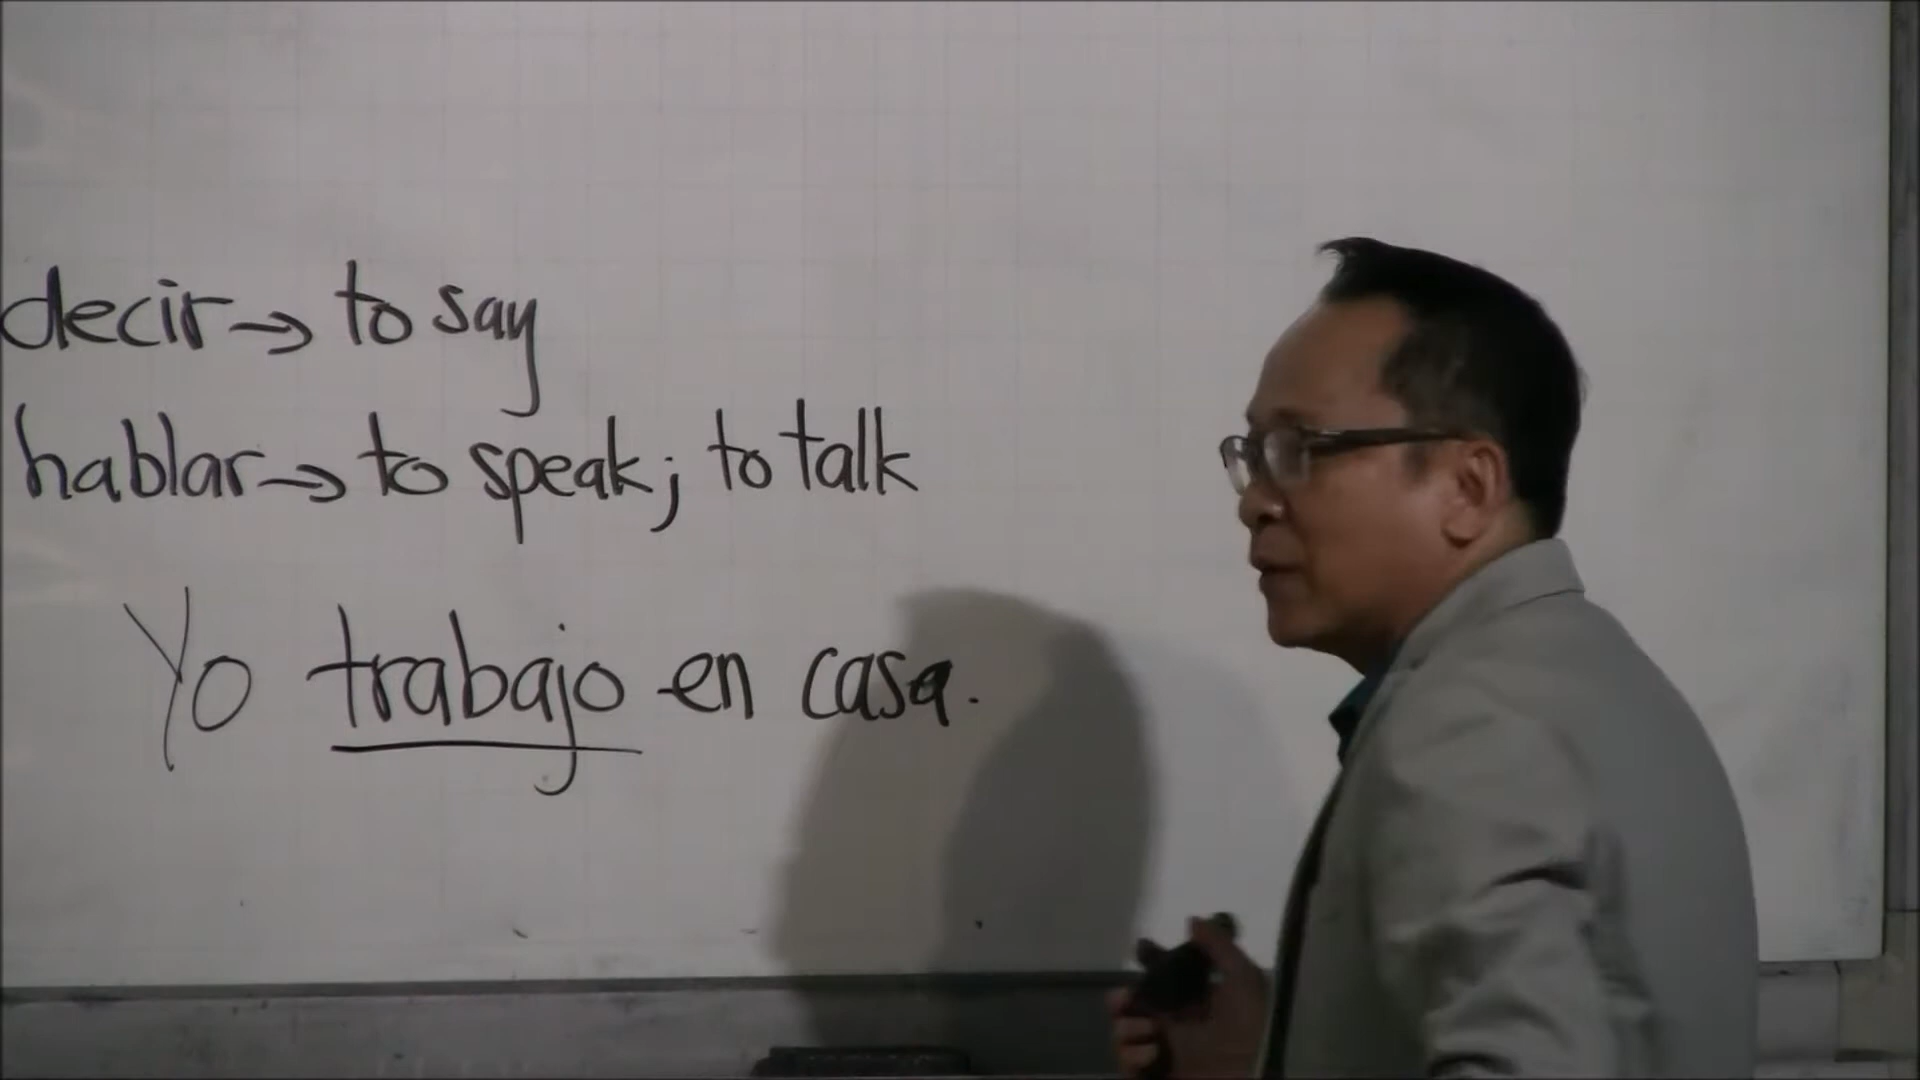 decir → to say
hablar → to speak; to talk
Yo trabajo en casa.